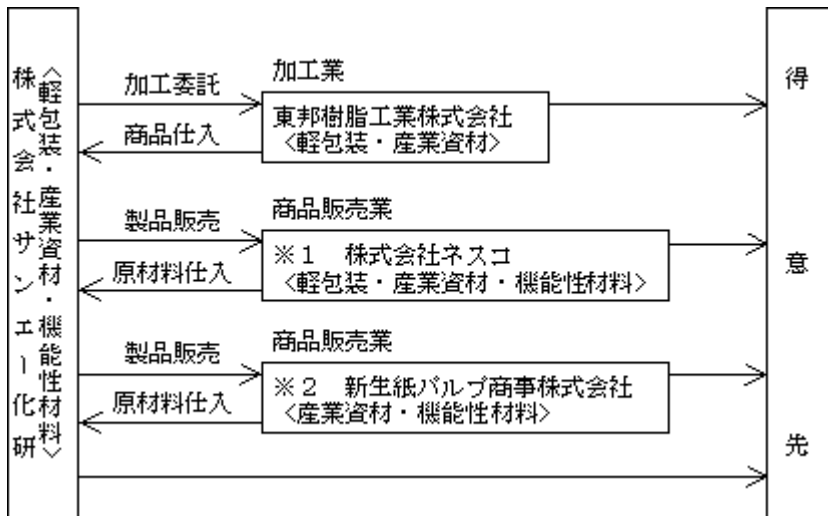 株式会社サンエー化研
〈軽包装・産業資材・機能性材料〉
加工委託
商品仕入
加工業
東邦樹脂工業株式会社
〈軽包装・産業資材〉
製品販売
原材料仕入
商品販売業
※1 株式会社ネスコ
〈軽包装・産業資材・機能性材料〉
製品販売
原材料仕入
商品販売業
※2 新生紙パルプ商事株式会社
〈産業資材・機能性材料〉
得意先